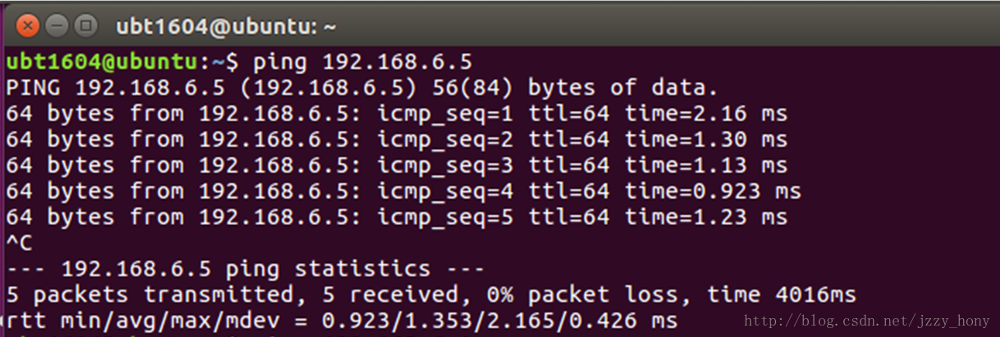 ubt1604@ubuntu: ~
ubt1604@ubuntu:~$ ping 192.168.6.5
PING 192.168.6.5 (192.168.6.5) 56(84) bytes of data.
64 bytes from 192.168.6.5: icmp_seq=1 ttl=64 time=2.16 ms
64 bytes from 192.168.6.5: icmp_seq=2 ttl=64 time=1.30 ms
64 bytes from 192.168.6.5: icmp_seq=3 ttl=64 time=1.13 ms
64 bytes from 192.168.6.5: icmp_seq=4 ttl=64 time=0.923 ms
64 bytes from 192.168.6.5: icmp_seq=5 ttl=64 time=1.23 ms
^C
--- 192.168.6.5 ping statistics ---
5 packets transmitted, 5 received, 0% packet loss, time 4016ms
rtt min/avg/max/mdev = 0.923/1.353/2.165/0.426 ms
http://blog.csdn.net/jzzy_hony